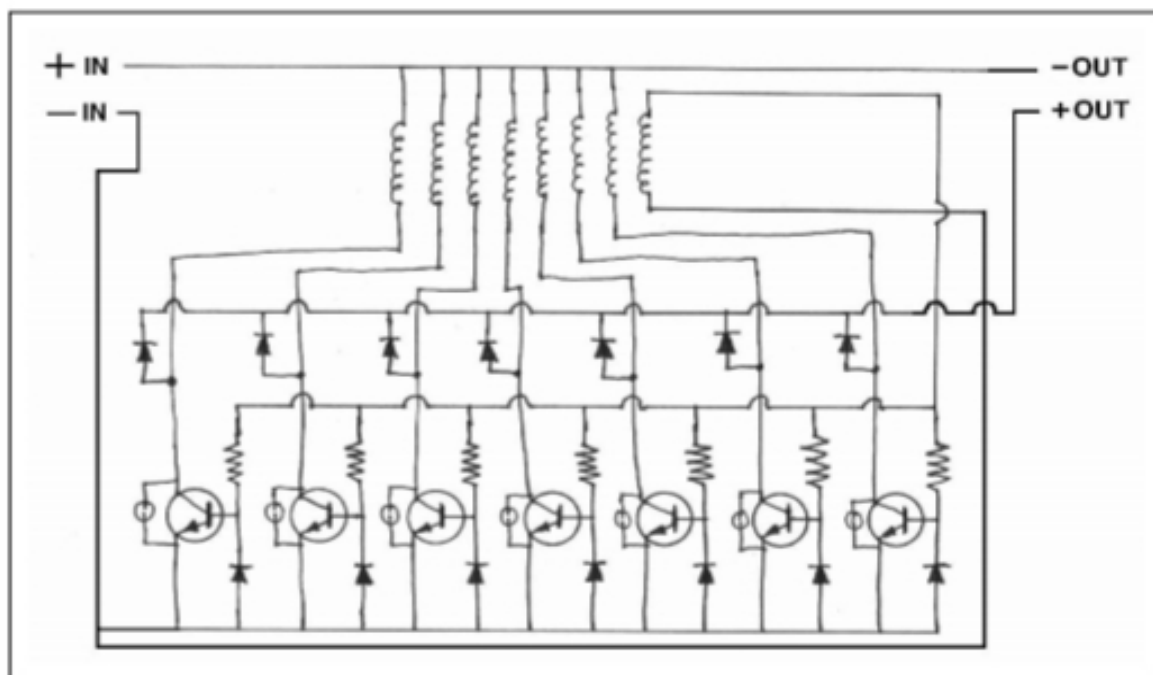 + IN
— IN
— OUT
+ OUT